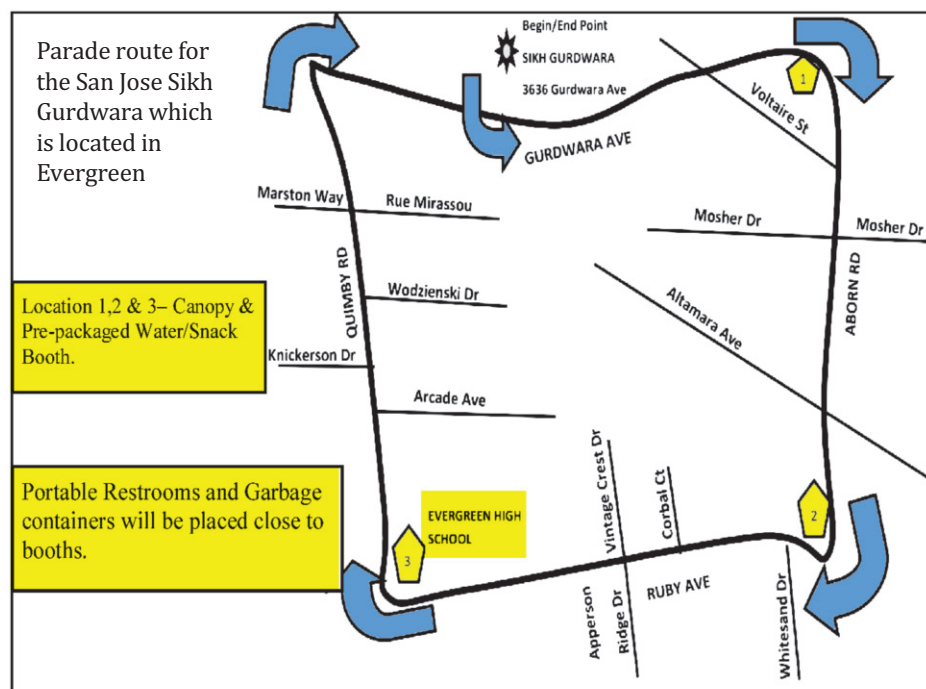 Parade route for
the San Jose Sikh
Gurdwara which
is located in
Evergreen
Begin/End Point
SIKH GURDWARA
3636 Gurdwara Ave
1
Voltaire St
GURDWARA AVE
Marston Way
Rue Mirassou
Mosher Dr
Mosher Dr
QUIMBY RD
ABORN RD
Location 1,2 & 3– Canopy &
Pre-packaged Water/Snack
Booth.
Wodzienski Dr
Altamara Ave
Knickerson Dr
Arcade Ave
Portable Restrooms and Garbage
containers will be placed close to
booths.
EVERGREEN HIGH
SCHOOL
3
Vintage Crest Dr
Corbal Ct
2
Apperson
Ridge Dr
RUBY AVE
Whitesand Dr